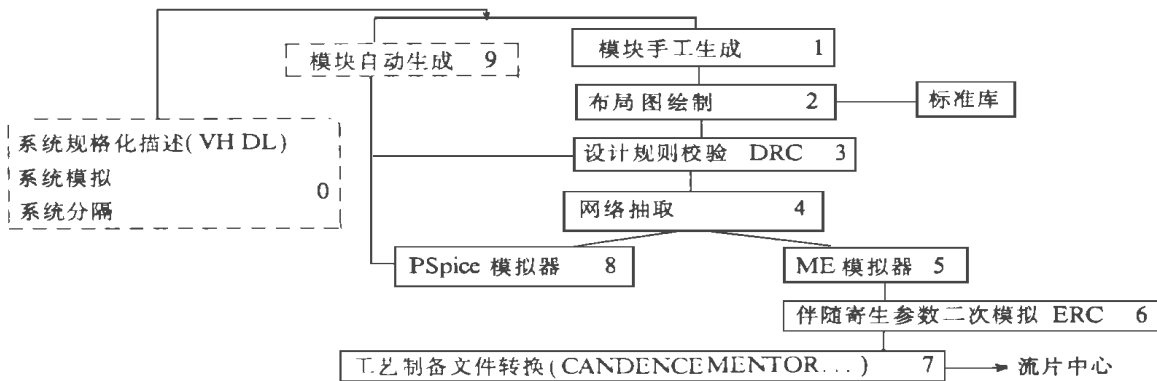 模块自动生成 9
模块手工生成 1
布局图绘制 2
标准库
系统规格化描述(VHDL)
系统模拟
系统分隔
0
设计规则校验 DRC 3
网络抽取 4
PSpice 模拟器 8
ME 模拟器 5
伴随寄生参数二次模拟 ERC 6
工艺制备文件转换(CANDENCEMENTOR...) 7
流片中心